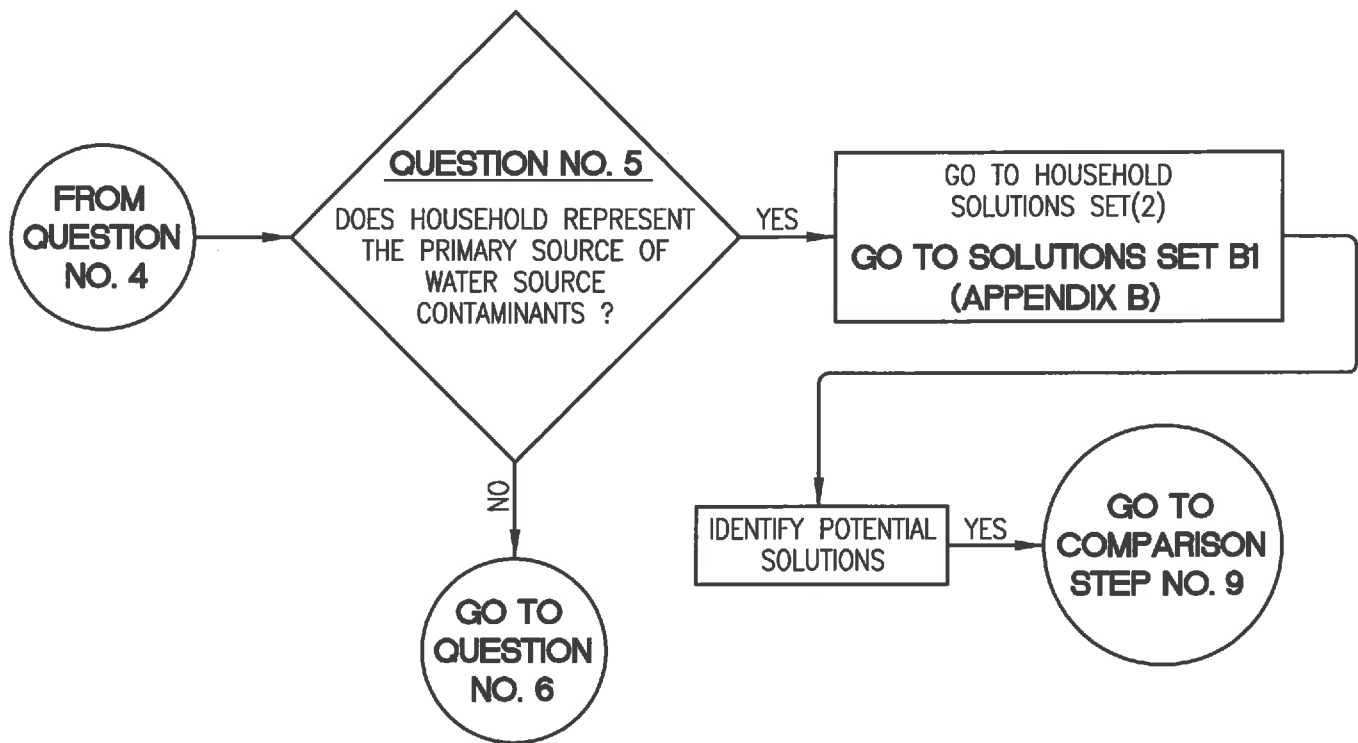 FROM
QUESTION
NO. 4
QUESTION NO. 5
DOES HOUSEHOLD REPRESENT
THE PRIMARY SOURCE OF
WATER SOURCE
CONTAMINANTS ?
YES
GO TO HOUSEHOLD
SOLUTIONS SET(2)
GO TO SOLUTIONS SET B1
(APPENDIX B)
NO
GO TO
QUESTION
NO. 6
IDENTIFY POTENTIAL
SOLUTIONS
YES
GO TO
COMPARISON
STEP NO. 9